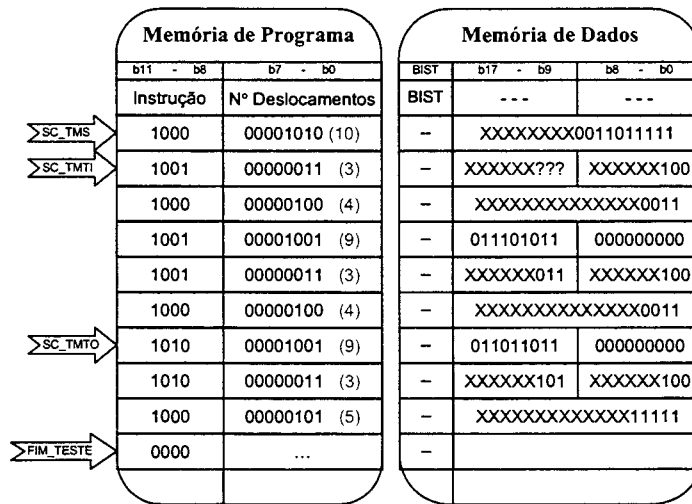 Memória de Programa Memória de Dados
b11 - b8 b7 - b0 BIST b17 - b9 b8 - b0
Instrução Nº Deslocamentos BIST --- ---
SC_TMS 1000 00001010 (10) – XXXXXXXX0011011111
SC_TMTI 1001 00000011 (3) – XXXXXX??? XXXXXX100
1000 00000100 (4) – XXXXXXXXXXXXXX0011
1001 00001001 (9) – 011101011 000000000
1001 00000011 (3) – XXXXXX011 XXXXXX100
1000 00000100 (4) – XXXXXXXXXXXXXX0011
SC_TMTO 1010 00001001 (9) – 011011011 000000000
1010 00000011 (3) – XXXXXX101 XXXXXX100
1000 00000101 (5) – XXXXXXXXXXXXX11111
FIM_TESTE 0000 ... –